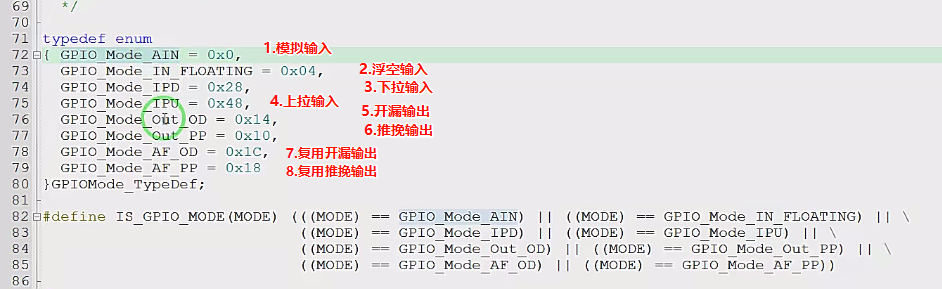 69 */
70
71 typedef enum
72 { GPIO_Mode_AIN = 0x0, 1.模拟输入
73 GPIO_Mode_IN_FLOATING = 0x04, 2.浮空输入
74 GPIO_Mode_IPD = 0x28, 3.下拉输入
75 GPIO_Mode_IPU = 0x48, 4.上拉输入
76 GPIO_Mode_Out_OD = 0x14, 5.开漏输出
77 GPIO_Mode_Out_PP = 0x10, 6.推挽输出
78 GPIO_Mode_AF_OD = 0x1C, 7.复用开漏输出
79 GPIO_Mode_AF_PP = 0x18 8.复用推挽输出
80 }GPIOMode_TypeDef;
81
82 #define IS_GPIO_MODE(MODE) (((MODE) == GPIO_Mode_AIN) || ((MODE) == GPIO_Mode_IN_FLOATING) || \
83 ((MODE) == GPIO_Mode_IPD) || ((MODE) == GPIO_Mode_IPU) || \
84 ((MODE) == GPIO_Mode_Out_OD) || ((MODE) == GPIO_Mode_Out_PP) || \
85 ((MODE) == GPIO_Mode_AF_OD) || ((MODE) == GPIO_Mode_AF_PP))
86